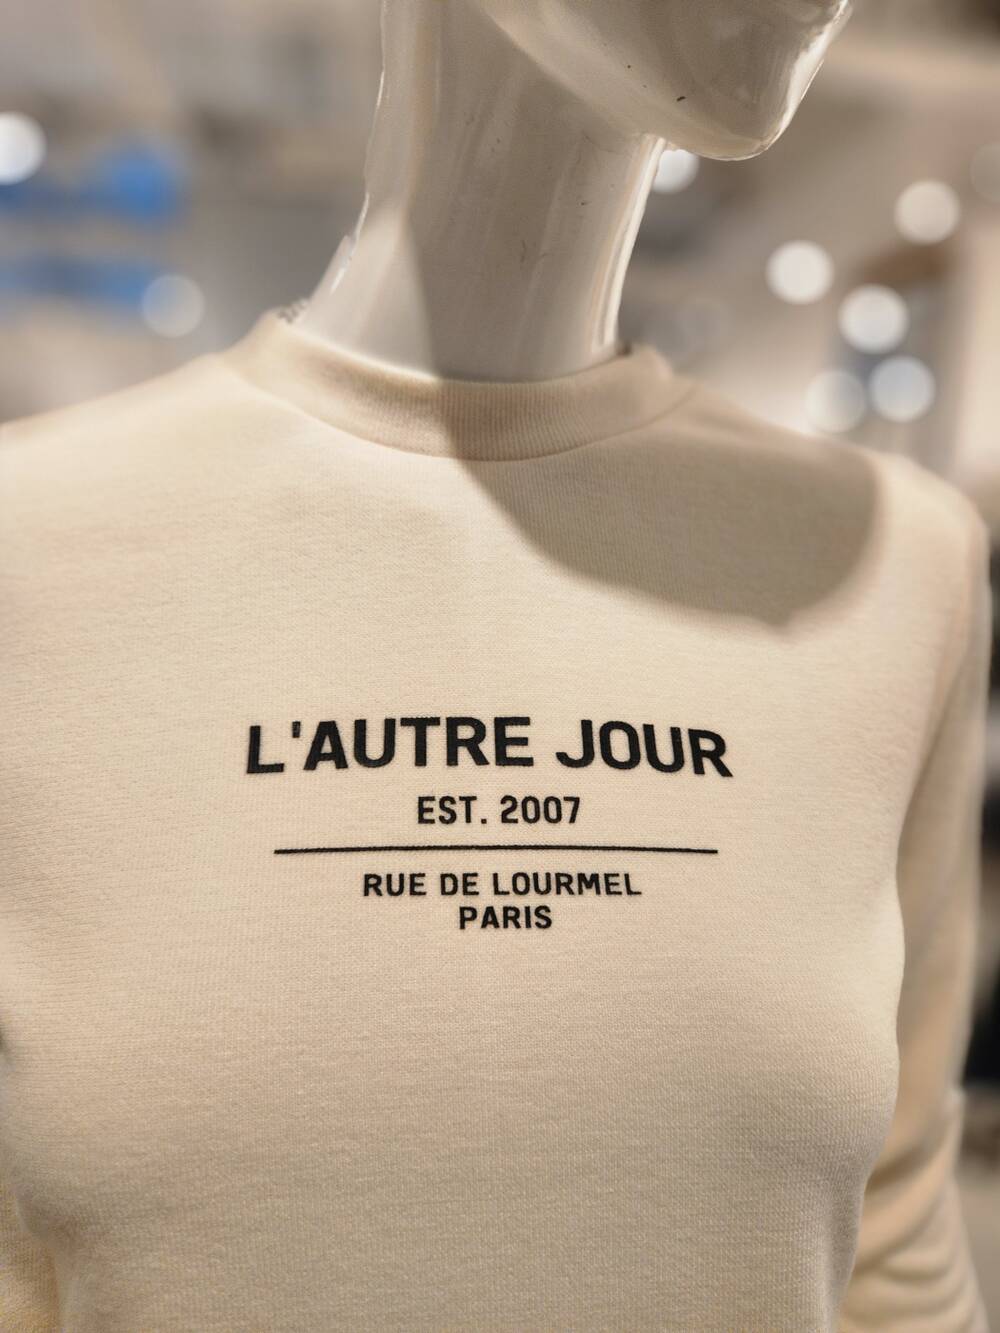 L'AUTRE JOUR
EST. 2007
RUE DE LOURMEL
PARIS